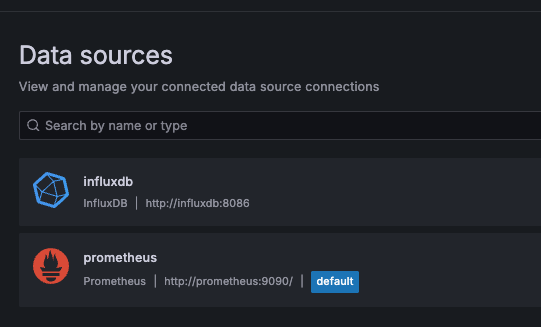 Data sources
View and manage your connected data source connections
Search by name or type
influxdb
InfluxDB | http://influxdb:8086
prometheus
Prometheus | http://prometheus:9090/ | default